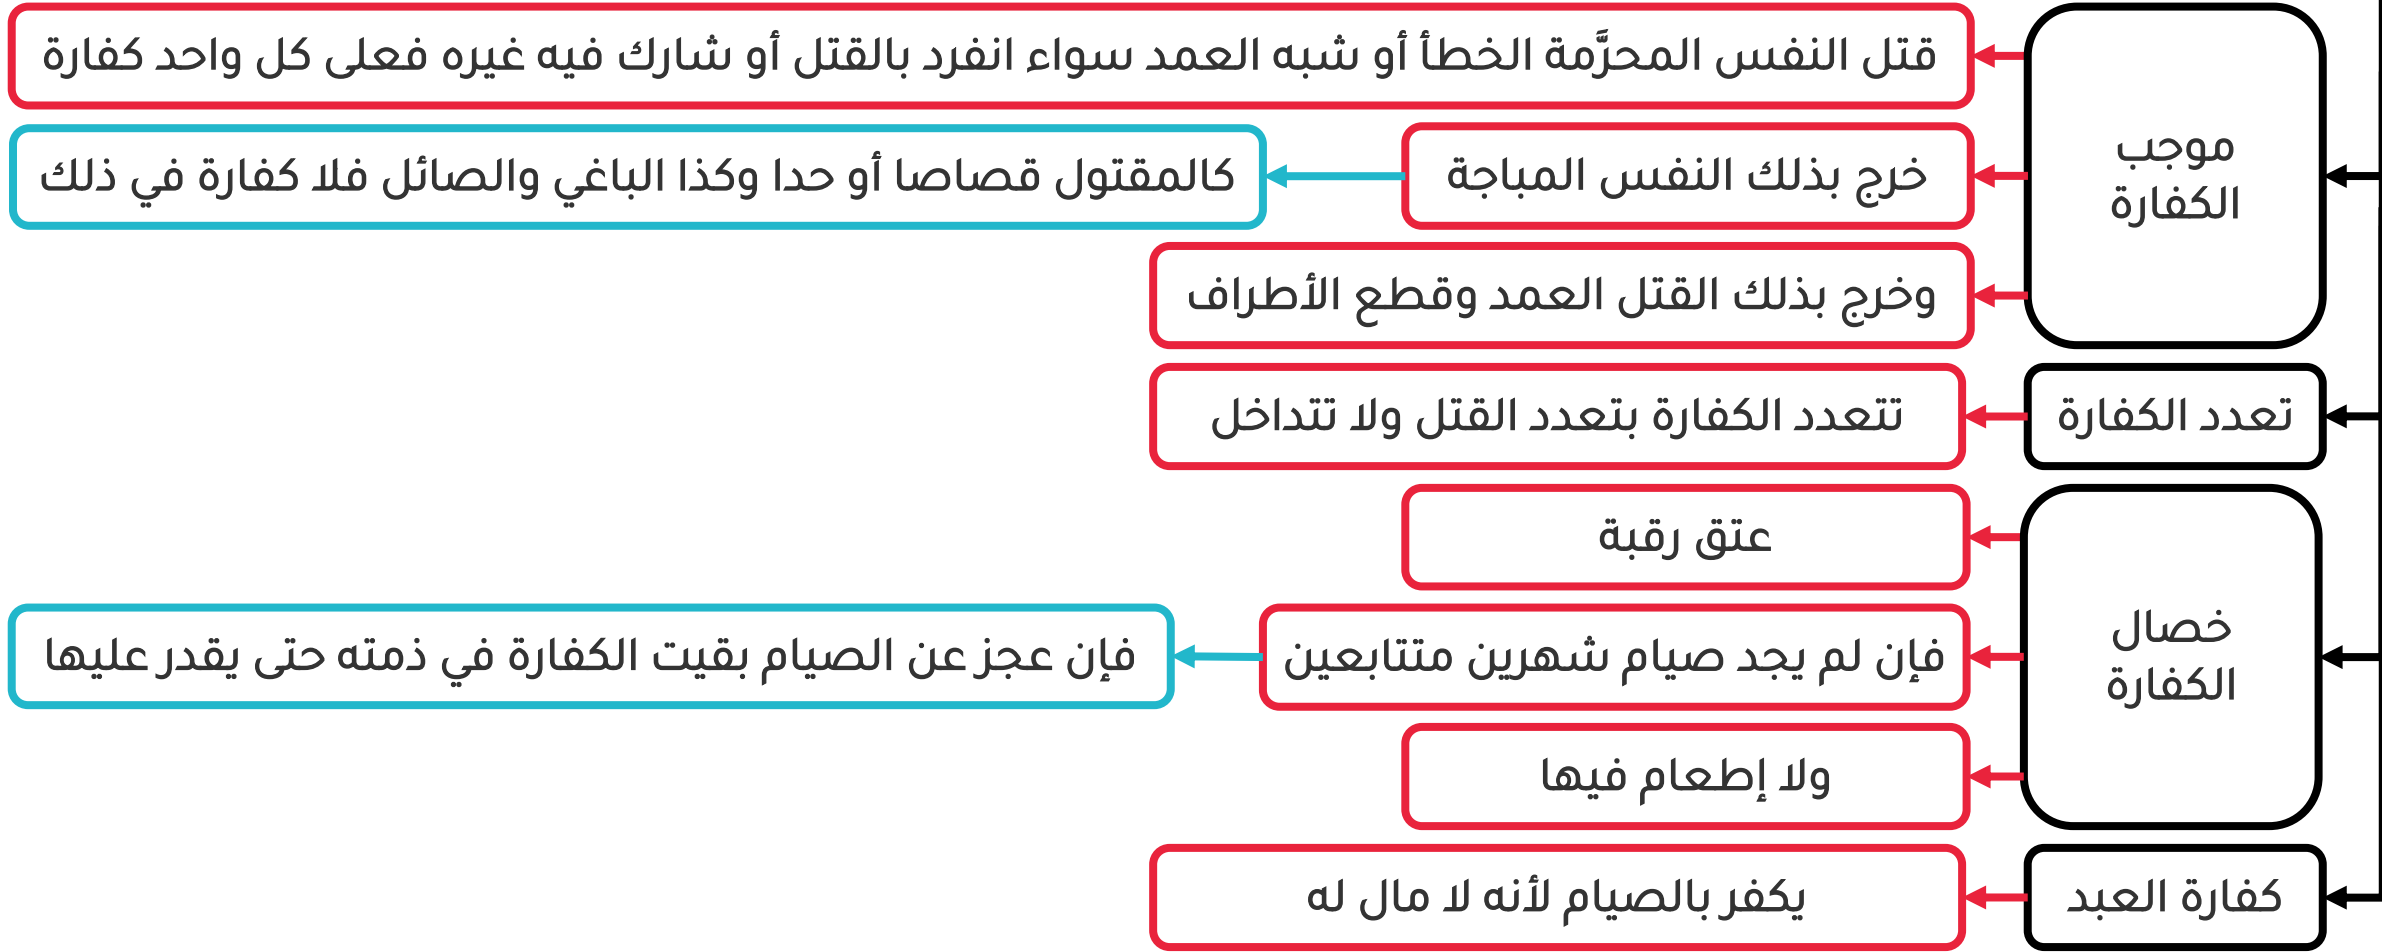 موجب
الكفارة
قتل النفس المحرَّمة الخطأ أو شبه العمد سواء انفرد بالقتل أو شارك فيه غيره فعلى كل واحد كفارة
خرج بذلك النفس المباجة
كالمقتول قصاصا أو حدا وكذا الباغي والصائل فلا كفارة في ذلك
وخرج بذلك القتل العمد وقطع الأطراف
تعدد الكفارة
تتعدد الكفارة بتعدد القتل ولا تتداخل
خصال
الكفارة
عتق رقبة
فإن لم يجد صيام شهرين متتابعين
فإن عجز عن الصيام بقيت الكفارة في ذمته حتى يقدر عليها
ولا إطعام فيها
كفارة العبد
يكفر بالصيام لأنه لا مال له